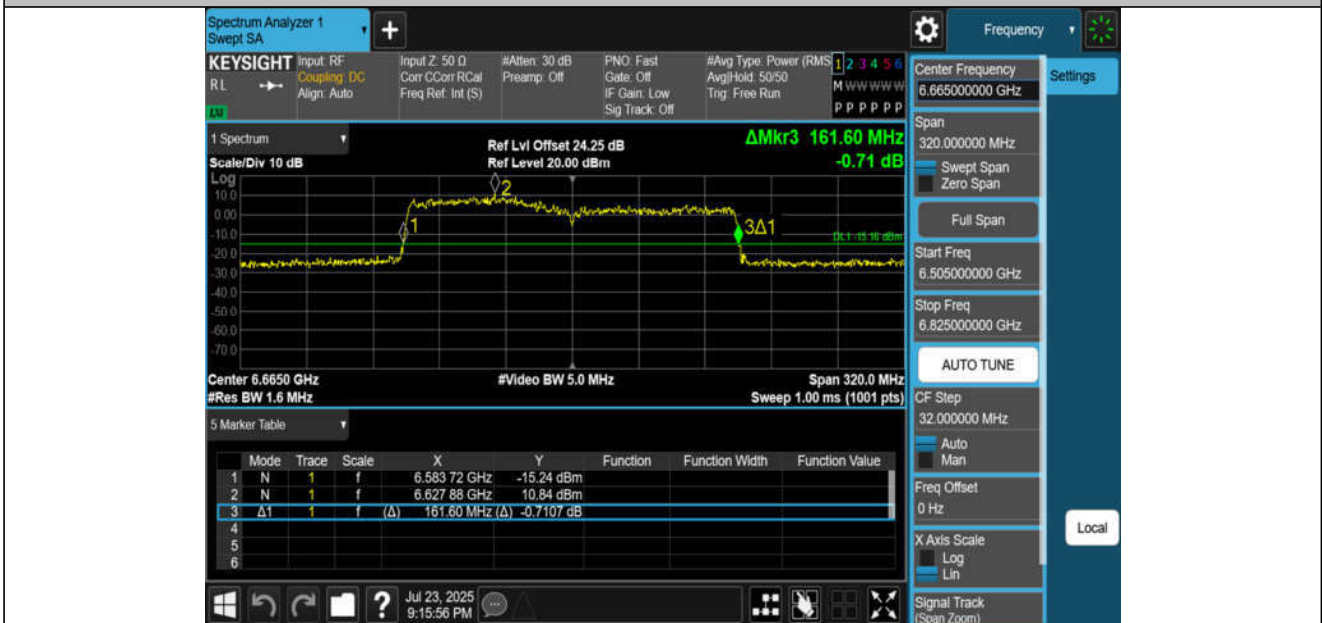 Spectrum Analyzer 1
Swept SA
+
Frequency
KEYSIGHT
RL
LXI
Input: RF
Coupling: DC
Align: Auto
Input Z: 50 Ω
Corr CCorr RCal
Freq Ref: Int (S)
#Atten: 30 dB
Preamp: Off
PNO: Fast
Gate: Off
IF Gain: Low
Sig Track: Off
#Avg Type: Power (RMS
Avg|Hold: 50/50
Trig: Free Run
1 2 3 4 5 6
M W W W W W
P P P P P P
1 Spectrum
Scale/Div 10 dB
Ref Lvl Offset 24.25 dB
Ref Level 20.00 dBm
ΔMkr3 161.60 MHz
-0.71 dB
Log
10.0
0.00
-10.0
-20.0
-30.0
-40.0
-50.0
-60.0
-70.0
1
2
3Δ1
DL1 -15.16 dBm
Center 6.6650 GHz
#Video BW 5.0 MHz
Span 320.0 MHz
#Res BW 1.6 MHz
Sweep 1.00 ms (1001 pts)
5 Marker Table
Mode Trace Scale X Y Function Function Width Function Value
1 N 1 f 6.583 72 GHz -15.24 dBm
2 N 1 f 6.627 88 GHz 10.84 dBm
3 Δ1 1 f (Δ) 161.60 MHz (Δ) -0.7107 dB
4
5
6
?
Jul 23, 2025
9:15:56 PM
Center Frequency
6.665000000 GHz
Settings
Span
320.000000 MHz
Swept Span
Zero Span
Full Span
Start Freq
6.505000000 GHz
Stop Freq
6.825000000 GHz
AUTO TUNE
CF Step
32.000000 MHz
Auto
Man
Freq Offset
0 Hz
X Axis Scale
Log
Lin
Local
Signal Track
(Span Zoom)